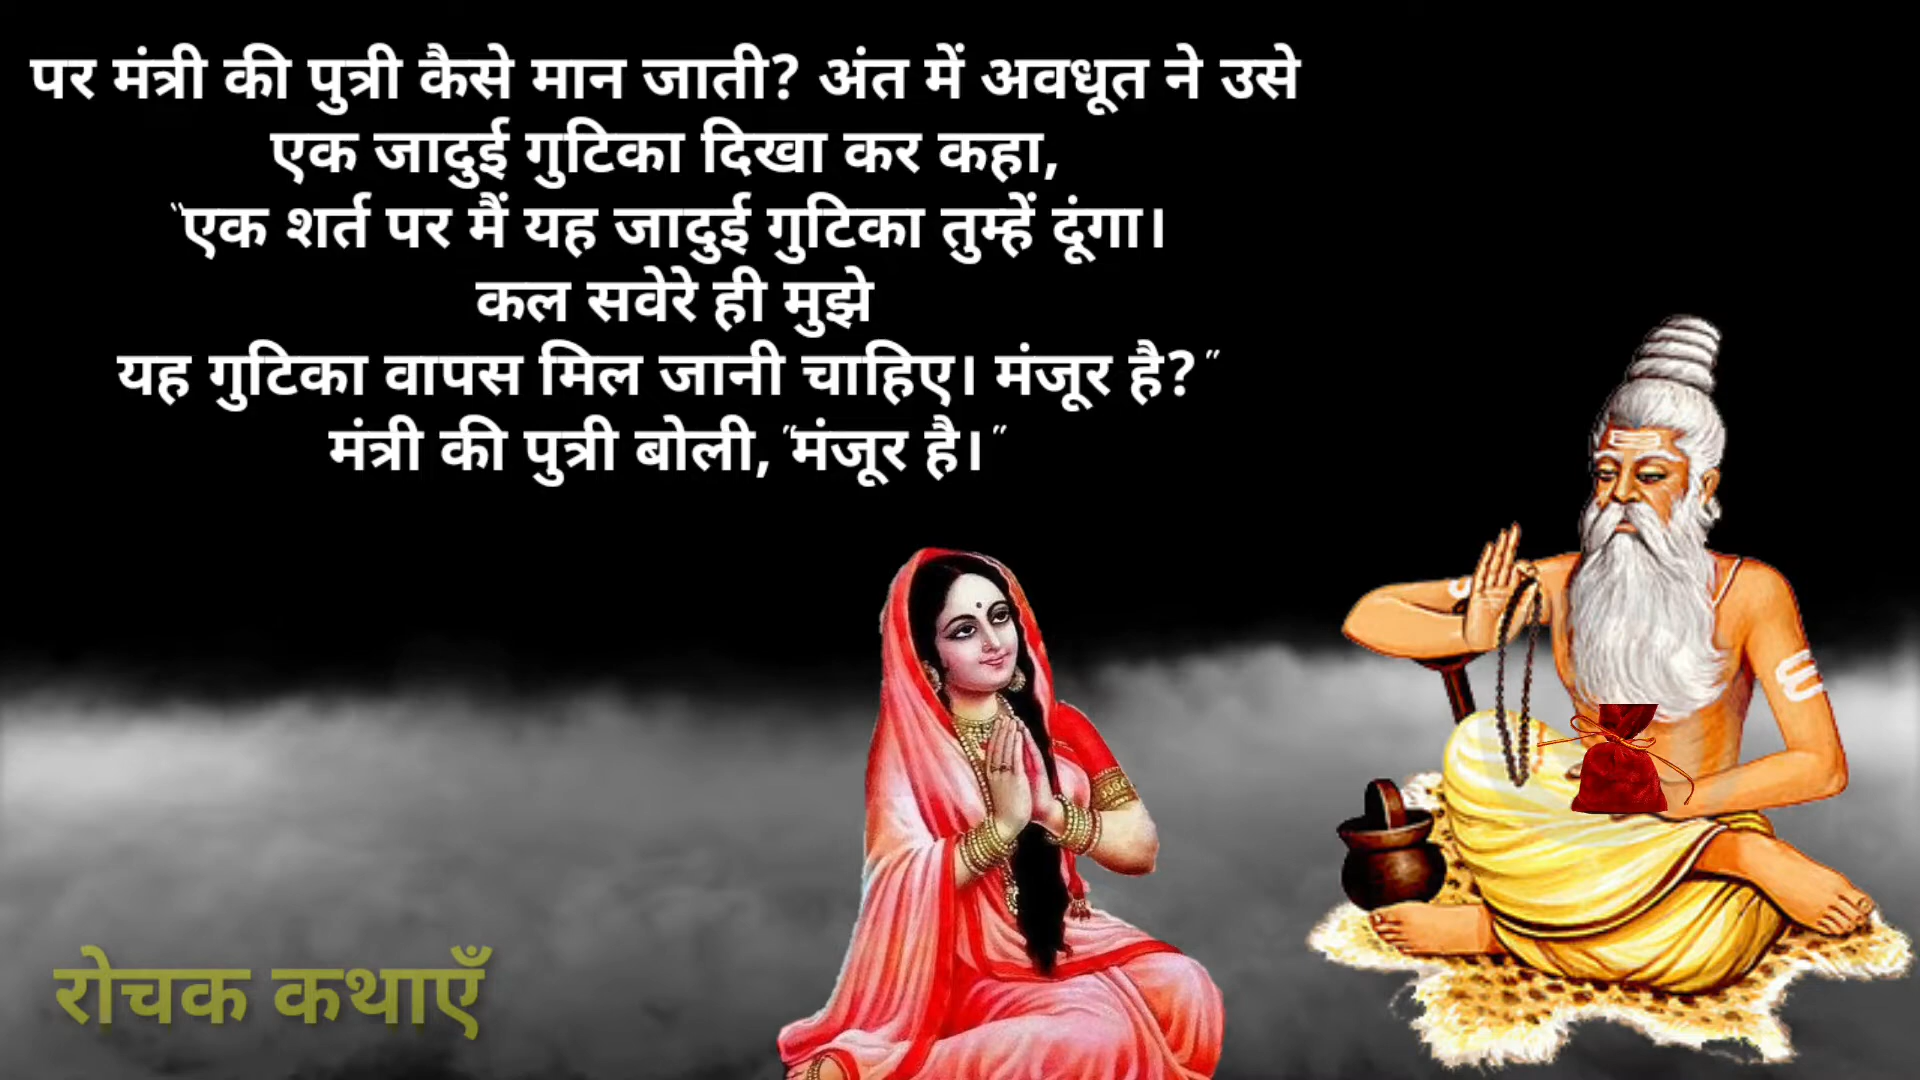 पर मंत्री की पुत्री कैसे मान जाती? अंत में अवधूत ने उसे
एक जादुई गुटिका दिखा कर कहा,
"एक शर्त पर मैं यह जादुई गुटिका तुम्हें दूंगा।
कल सवेरे ही मुझे
यह गुटिका वापस मिल जानी चाहिए। मंजूर है?"
मंत्री की पुत्री बोली, "मंजूर है।"
रोचक कथाएँ